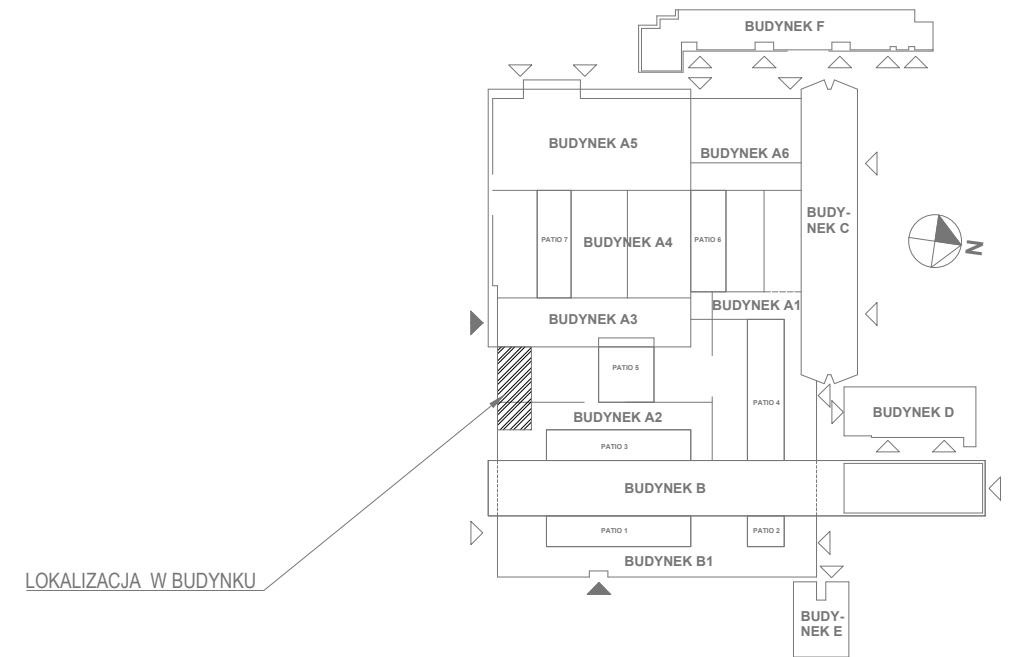 BUDYNEK F
BUDYNEK A5
BUDYNEK A6
BUDY-
NEK C
PATIO 7
BUDYNEK A4
PATIO 6
N
BUDYNEK A3
BUDYNEK A1
PATIO 5
PATIO 4
BUDYNEK A2
BUDYNEK D
PATIO 3
BUDYNEK B
PATIO 1
PATIO 2
BUDYNEK B1
LOKALIZACJA W BUDYNKU
BUDY-
NEK E